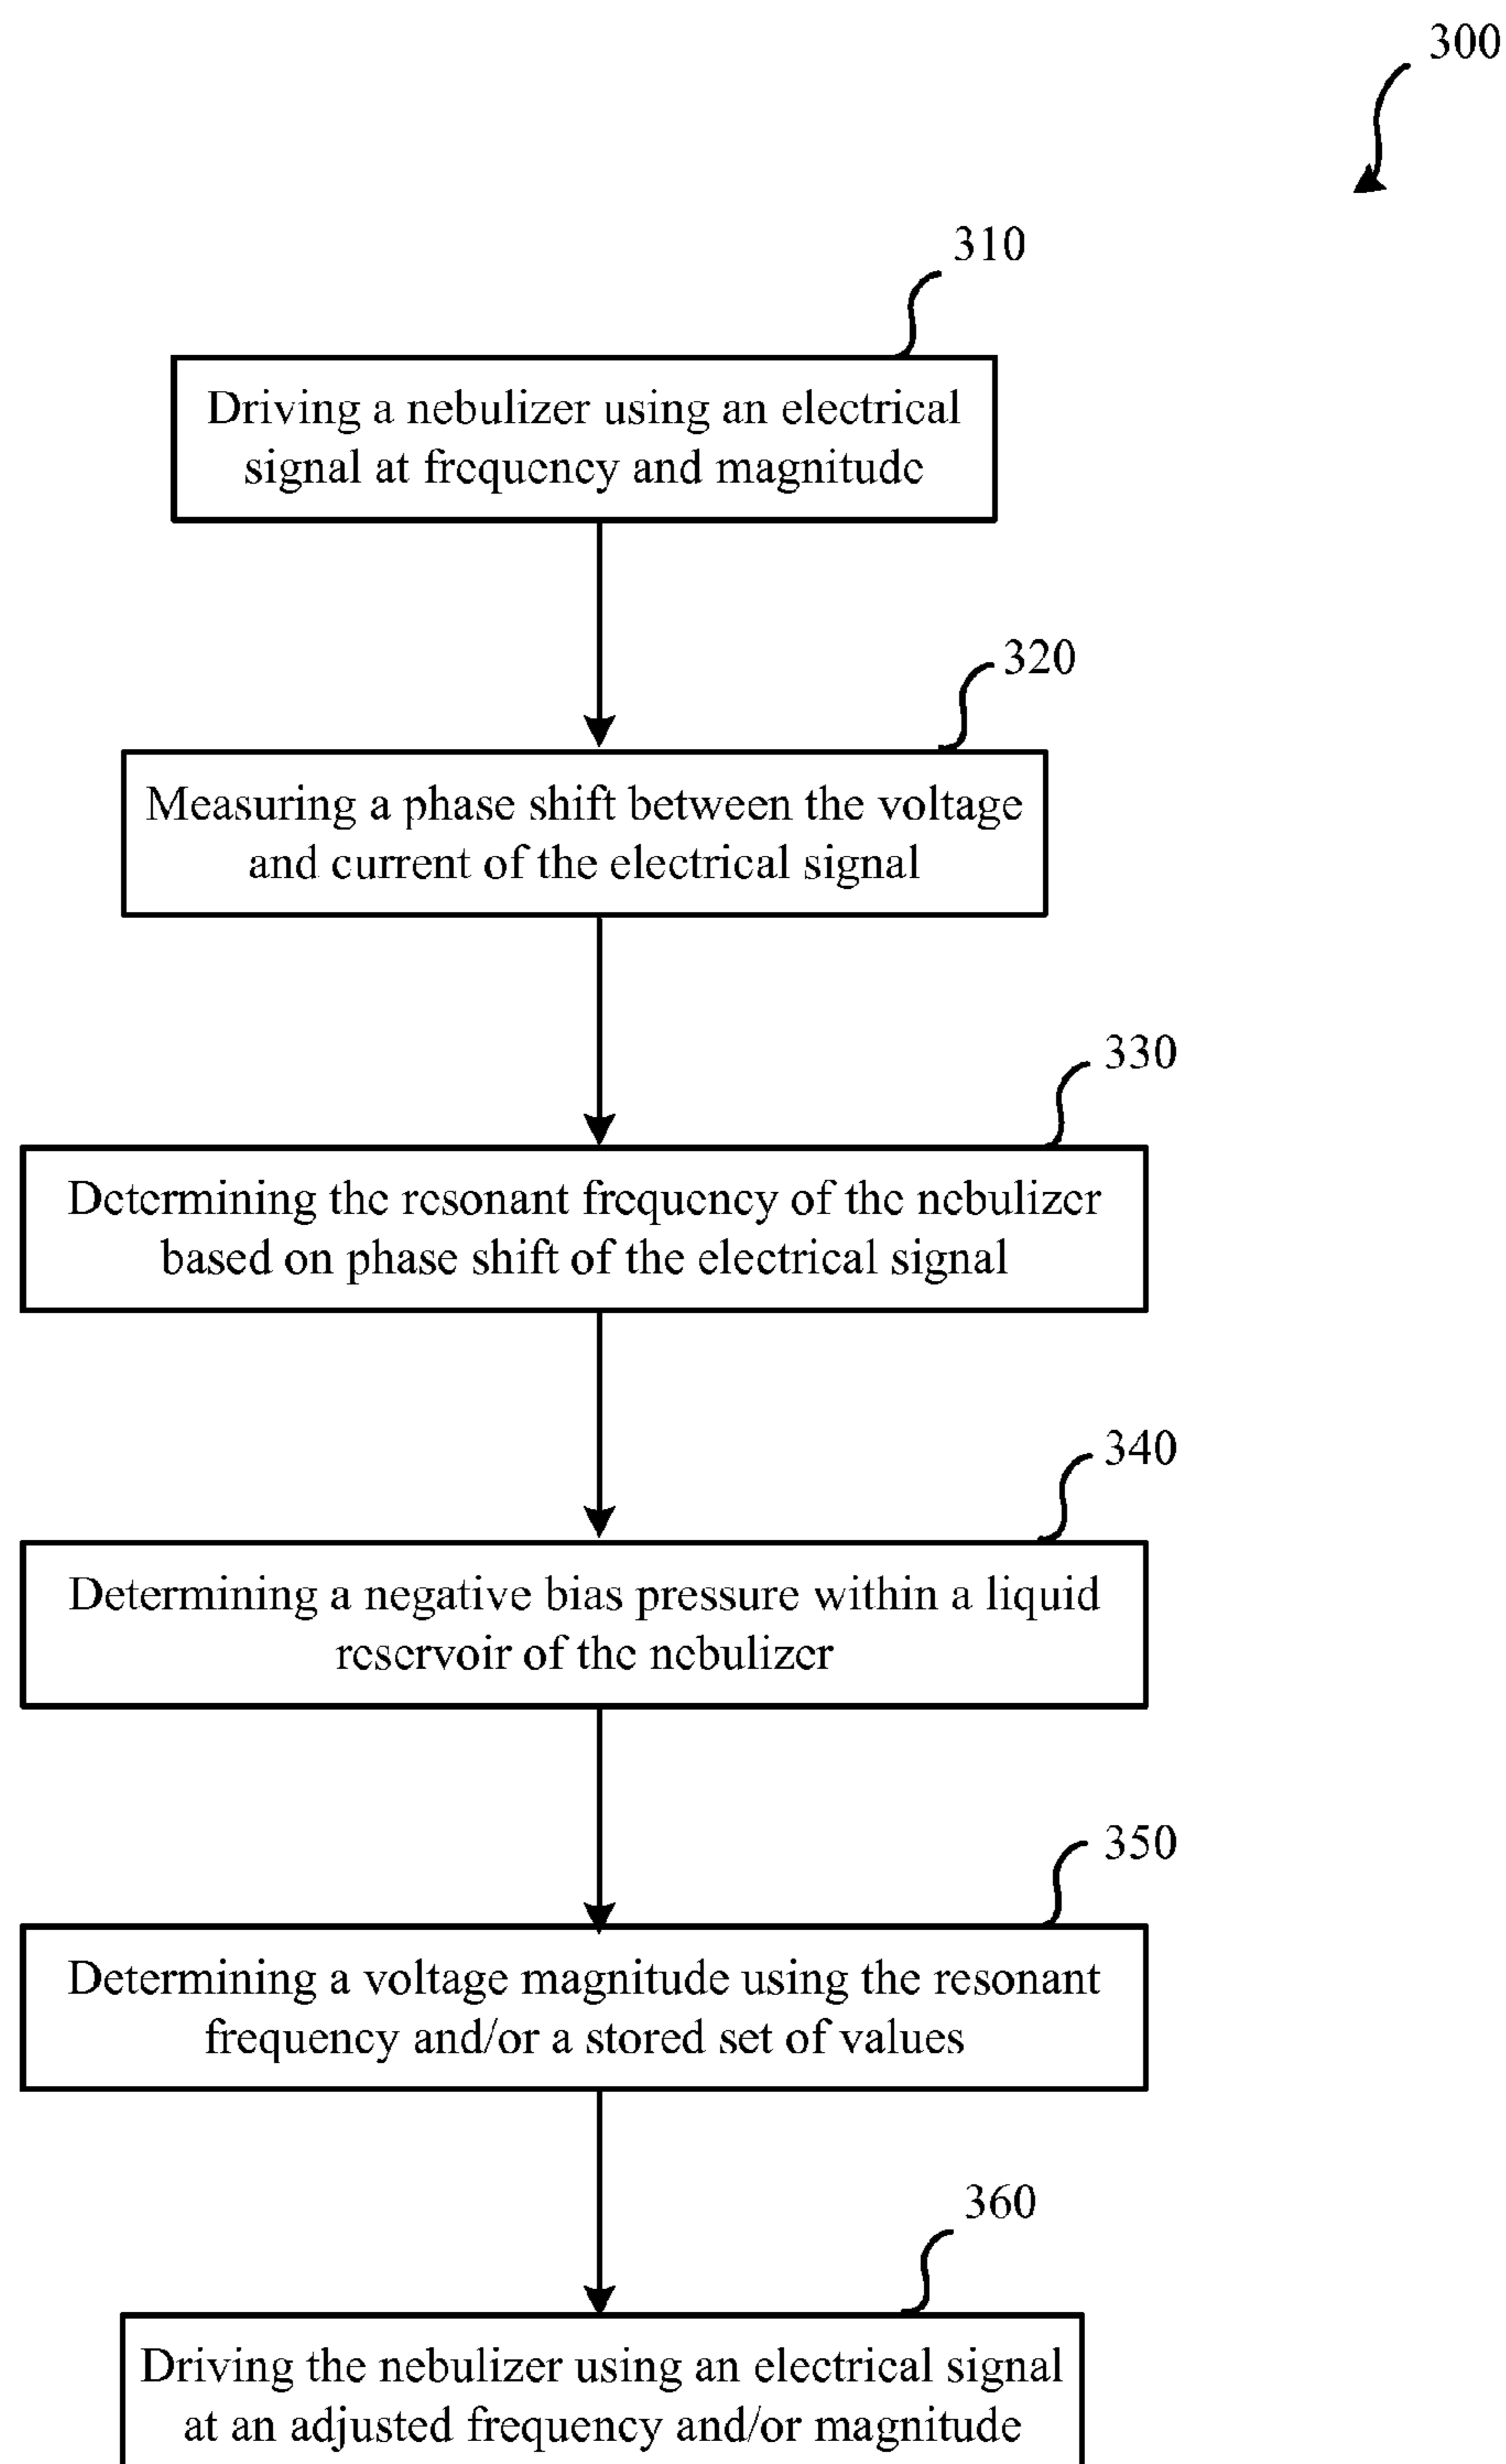 300
310
Driving a nebulizer using an electrical
signal at frequency and magnitude
320
Measuring a phase shift between the voltage
and current of the electrical signal
330
Determining the resonant frequency of the nebulizer
based on phase shift of the electrical signal
340
Determining a negative bias pressure within a liquid
reservoir of the nebulizer
350
Determining a voltage magnitude using the resonant
frequency and/or a stored set of values
360
Driving the nebulizer using an electrical signal
at an adjusted frequency and/or magnitude